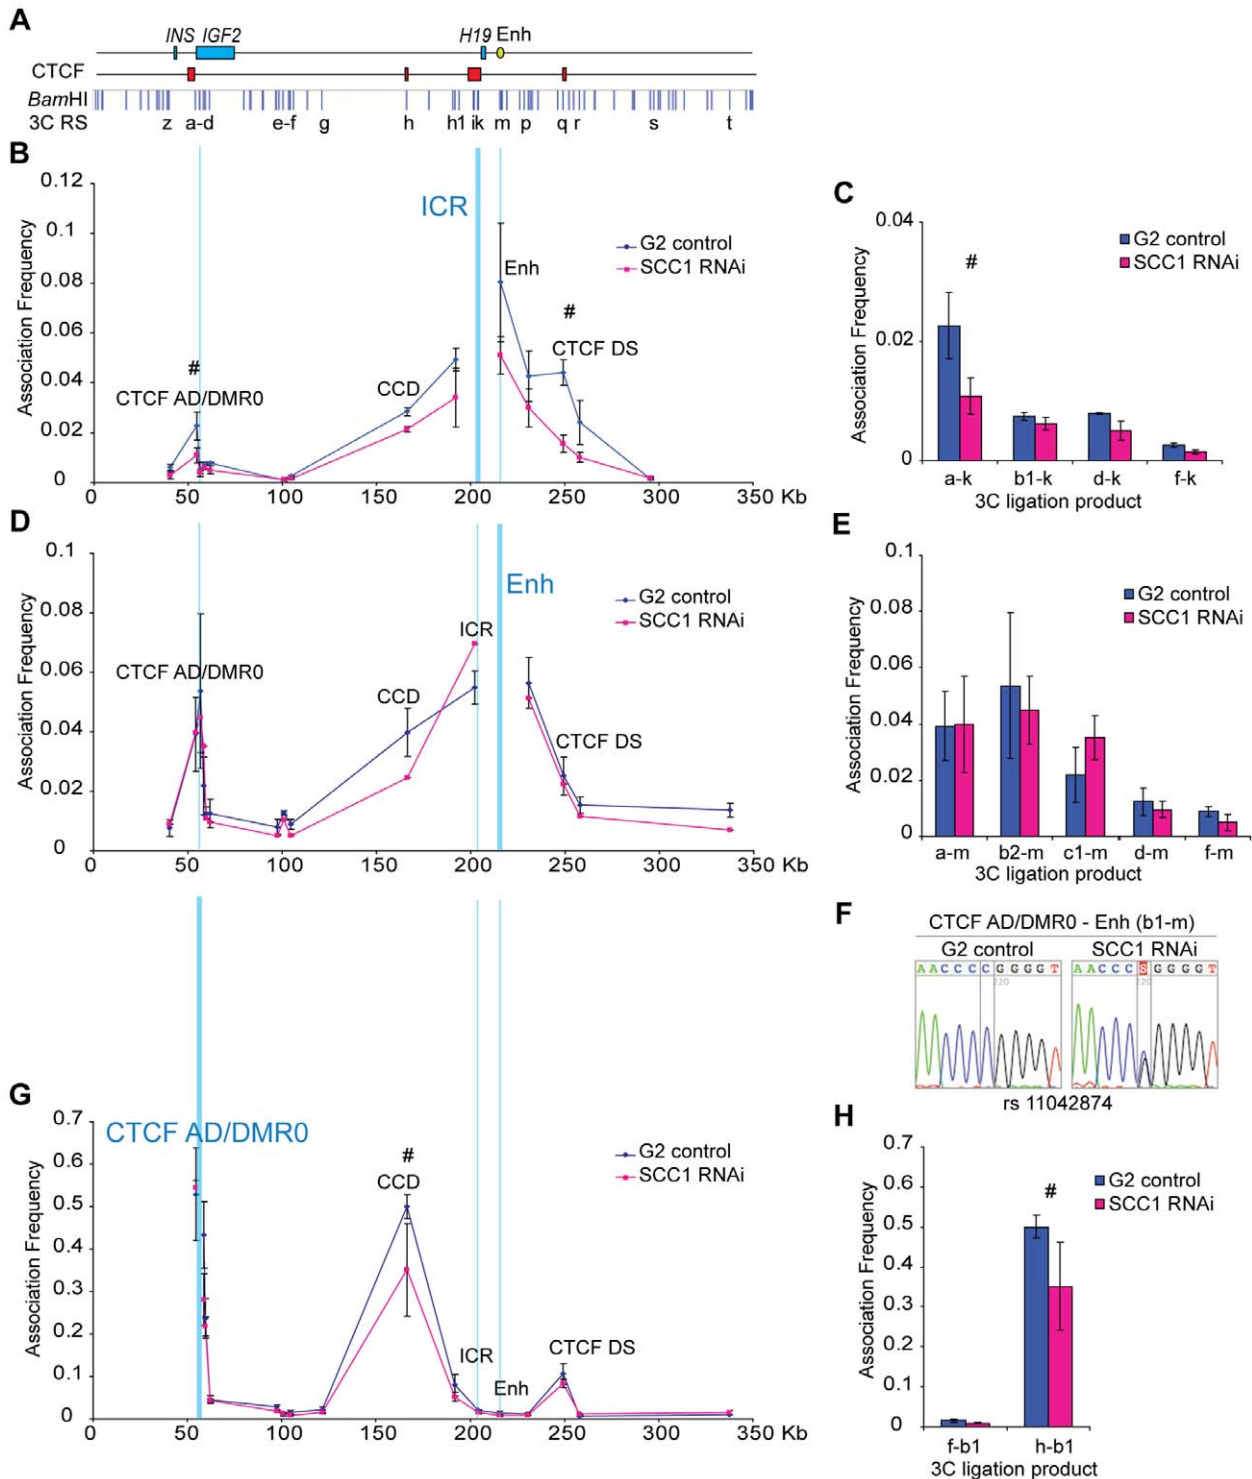 A
INS IGF2 H19 Enh
CTCF
BamHI
3C RS z a-d e-f g h h1 ik m p q r s t
B
Association Frequency
0.12
0.1
0.08
0.06
0.04
0.02
0
ICR
G2 control
SCC1 RNAi
Enh
#
#
CTCF DS
CTCF AD/DMR0
CCD
0 50 100 150 200 250 300 350 Kb
C
Association Frequency
0.04
0.02
0
G2 control
SCC1 RNAi
#
a-k b1-k d-k f-k
3C ligation product
D
Association Frequency
0.1
0.08
0.06
0.04
0.02
0
Enh
G2 control
SCC1 RNAi
ICR
CTCF AD/DMR0
CCD
CTCF DS
0 50 100 150 200 250 300 350 Kb
E
Association Frequency
0.1
0.08
0.06
0.04
0.02
0
G2 control
SCC1 RNAi
a-m b2-m c1-m d-m f-m
3C ligation product
F
CTCF AD/DMR0 - Enh (b1-m)
G2 control SCC1 RNAi
A A C C C C G G G G T A A C C C S G G G G T
220 220
rs 11042874
G
Association Frequency
0.7
0.6
0.5
0.4
0.3
0.2
0.1
0
CTCF AD/DMR0
#
CCD
G2 control
SCC1 RNAi
ICR
Enh
CTCF DS
0 50 100 150 200 250 300 350 Kb
H
Association Frequency
0.7
0.6
0.5
0.4
0.3
0.2
0.1
0
G2 control
SCC1 RNAi
#
f-b1 h-b1
3C ligation product